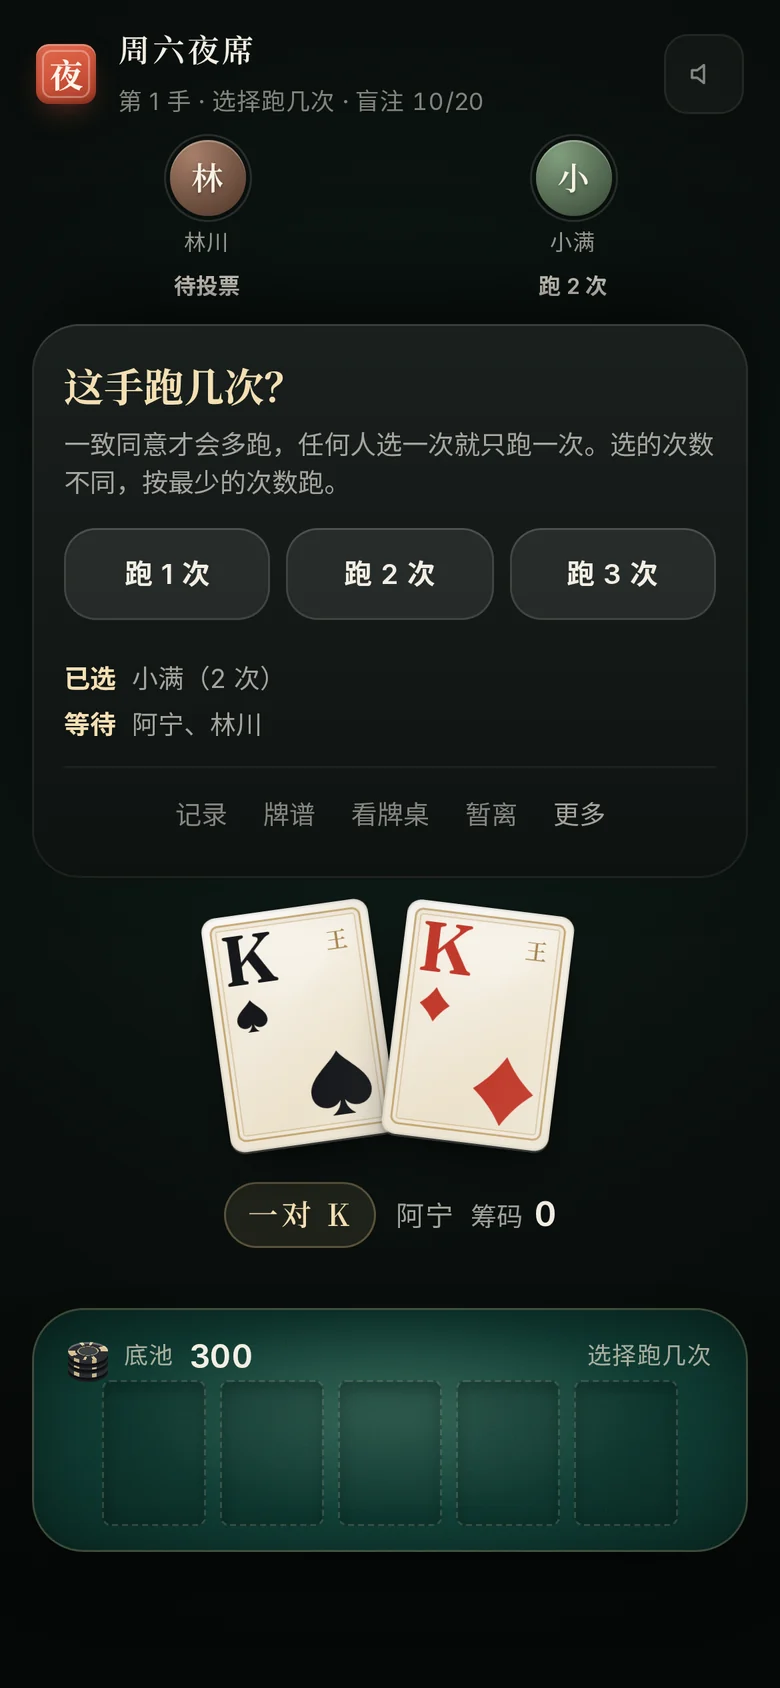 夜
周六夜席
第 1 手 · 选择跑几次 · 盲注 10/20
林
林川
待投票
小
小满
跑 2 次
这手跑几次?
一致同意才会多跑，任何人选一次就只跑一次。选的次数
不同，按最少的次数跑。
跑 1 次
跑 2 次
跑 3 次
已选 小满（2 次）
等待 阿宁、林川
记录 牌谱 看牌桌 暂离 更多
K 王
K 王
一对 K 阿宁 筹码 0
底池 300 选择跑几次